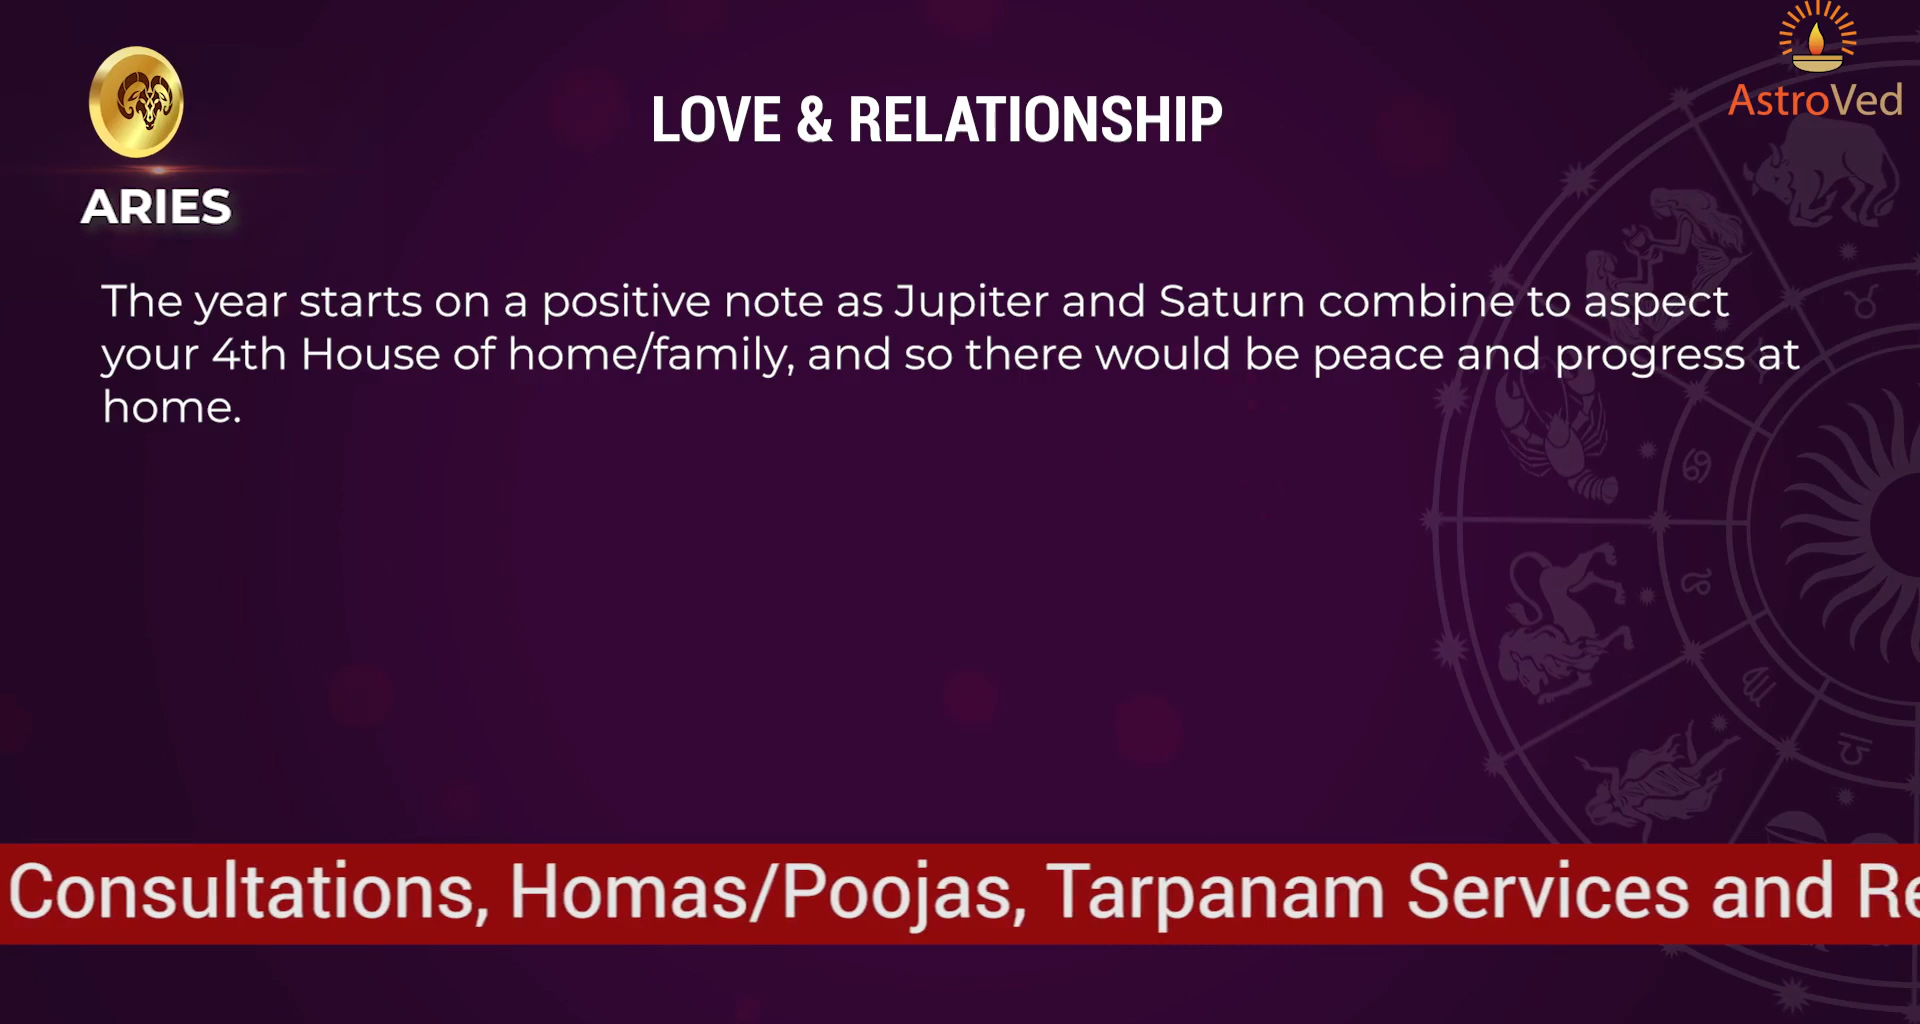 AstroVed
LOVE & RELATIONSHIP
ARIES
The year starts on a positive note as Jupiter and Saturn combine to aspect
your 4th House of home/family, and so there would be peace and progress at
home.
Consultations, Homas/Poojas, Tarpanam Services and